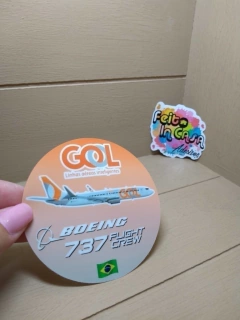 GOL
Linhas aéreas inteligentes
BOEING
737 FLIGHT CREW
Feito
In CASA